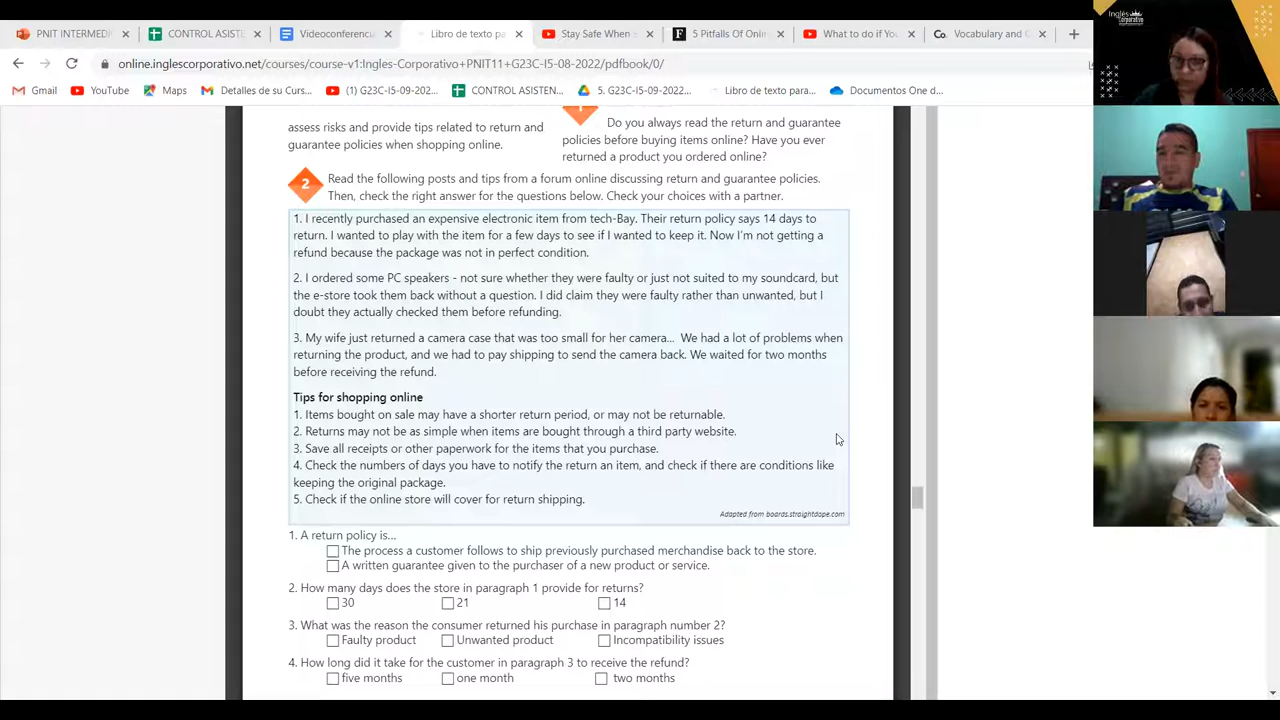 PNIT INTERMEDI
CONTROL ASISTE
Videoconferencia
Libro de texto pa
Stay Safe When
5 Pitfalls Of Onlin
What to do if You
Co. Vocabulary and
online.inglescorporativo.net/courses/course-v1:Ingles-Corporativo+PNIT11+G23C-I5-08-2022/pdfbook/0/
Gmail
YouTube
Maps
Detalles de su Curs...
(1) G23C-I5-09-202...
CONTROL ASISTEN...
5. G23C-I5-09-2022...
Libro de texto para...
Documentos One d...
Inglés
Corporativo
assess risks and provide tips related to return and
guarantee policies when shopping online.
1
Do you always read the return and guarantee
policies before buying items online? Have you ever
returned a product you ordered online?
2
Read the following posts and tips from a forum online discussing return and guarantee policies.
Then, check the right answer for the questions below. Check your choices with a partner.
1. I recently purchased an expensive electronic item from tech-Bay. Their return policy says 14 days to
return. I wanted to play with the item for a few days to see if I wanted to keep it. Now I'm not getting a
refund because the package was not in perfect condition.
2. I ordered some PC speakers - not sure whether they were faulty or just not suited to my soundcard, but
the e-store took them back without a question. I did claim they were faulty rather than unwanted, but I
doubt they actually checked them before refunding.
3. My wife just returned a camera case that was too small for her camera... We had a lot of problems when
returning the product, and we had to pay shipping to send the camera back. We waited for two months
before receiving the refund.
Tips for shopping online
1. Items bought on sale may have a shorter return period, or may not be returnable.
2. Returns may not be as simple when items are bought through a third party website.
3. Save all receipts or other paperwork for the items that you purchase.
4. Check the numbers of days you have to notify the return an item, and check if there are conditions like
keeping the original package.
5. Check if the online store will cover for return shipping.
Adapted from boards.straightdope.com
1. A return policy is...
The process a customer follows to ship previously purchased merchandise back to the store.
A written guarantee given to the purchaser of a new product or service.
2. How many days does the store in paragraph 1 provide for returns?
30 21 14
3. What was the reason the consumer returned his purchase in paragraph number 2?
Faulty product Unwanted product Incompatibility issues
4. How long did it take for the customer in paragraph 3 to receive the refund?
five months one month two months